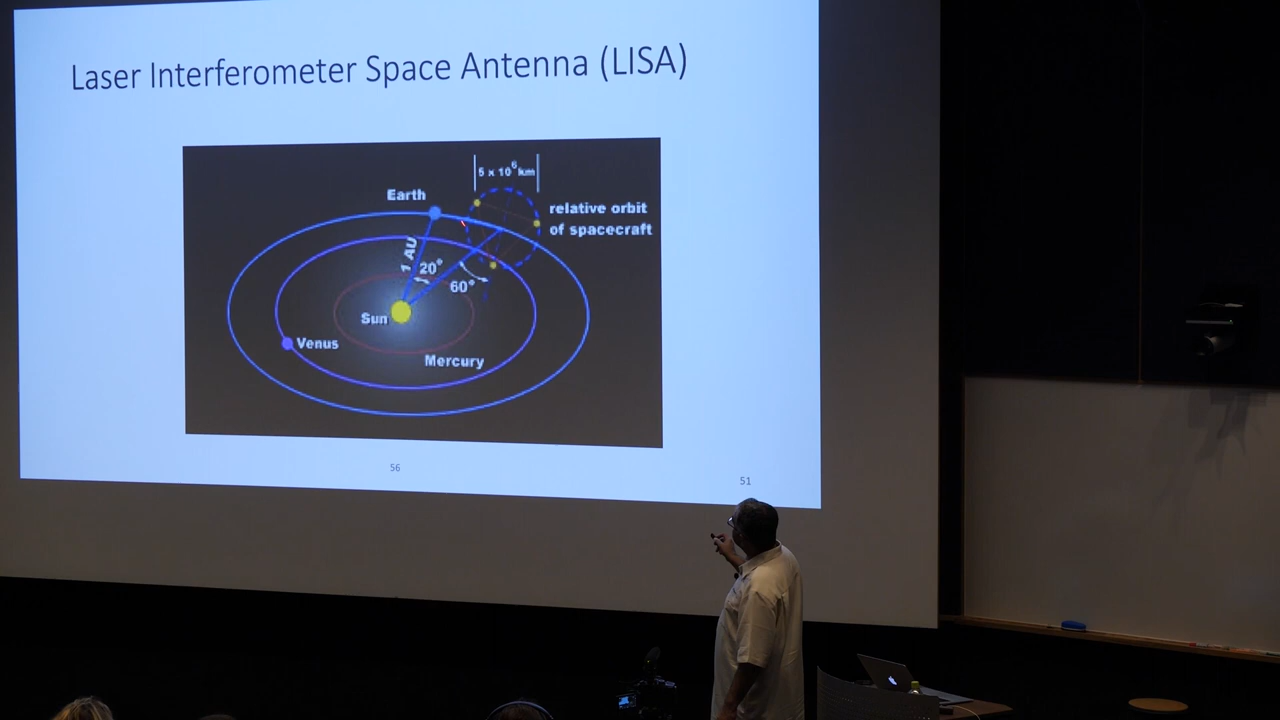 Laser Interferometer Space Antenna (LISA)
5 x 10⁶ km
Earth
relative orbit
of spacecraft
1 AU
20°
60°
Sun
Venus
Mercury
56
51